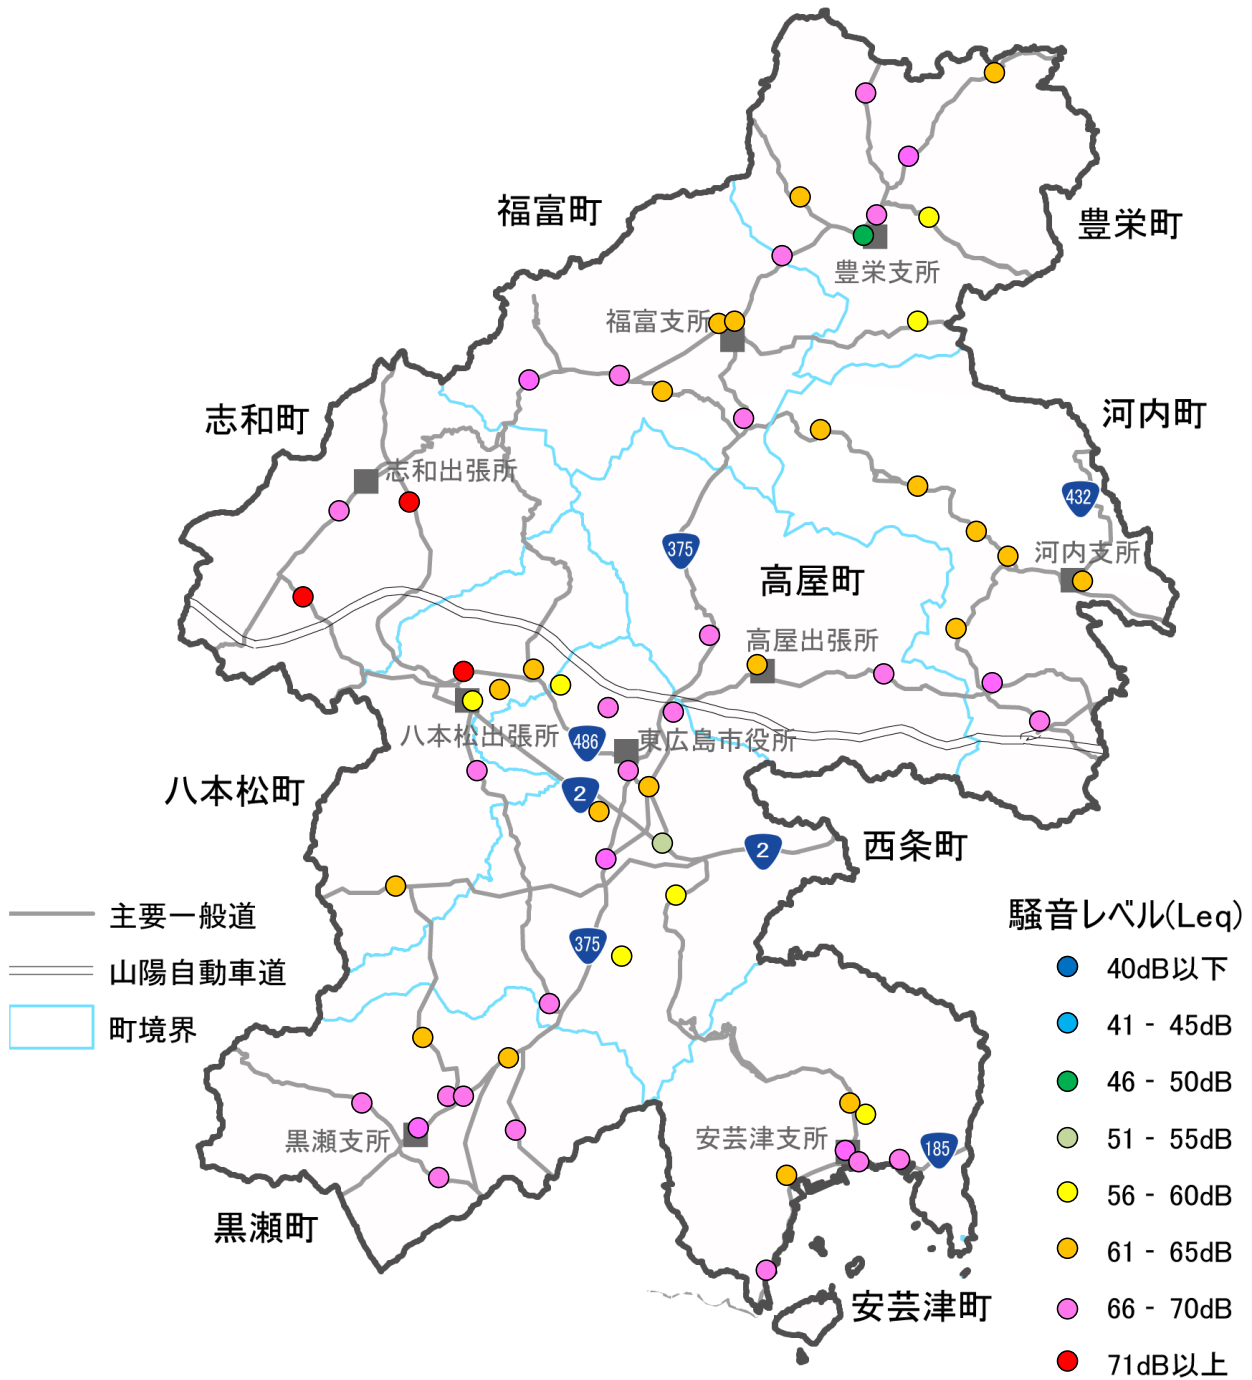 福富町
豊栄町
豊栄支所
福富支所
志和町
河内町
志和出張所
432
375
河内支所
高屋町
高屋出張所
八本松出張所
486
東広島市役所
八本松町
2
西条町
2
主要一般道
375
山陽自動車道
町境界
騒音レベル(Leq)
40dB以下
41 - 45dB
46 - 50dB
51 - 55dB
56 - 60dB
61 - 65dB
66 - 70dB
71dB以上
黒瀬支所
安芸津支所
185
黒瀬町
安芸津町